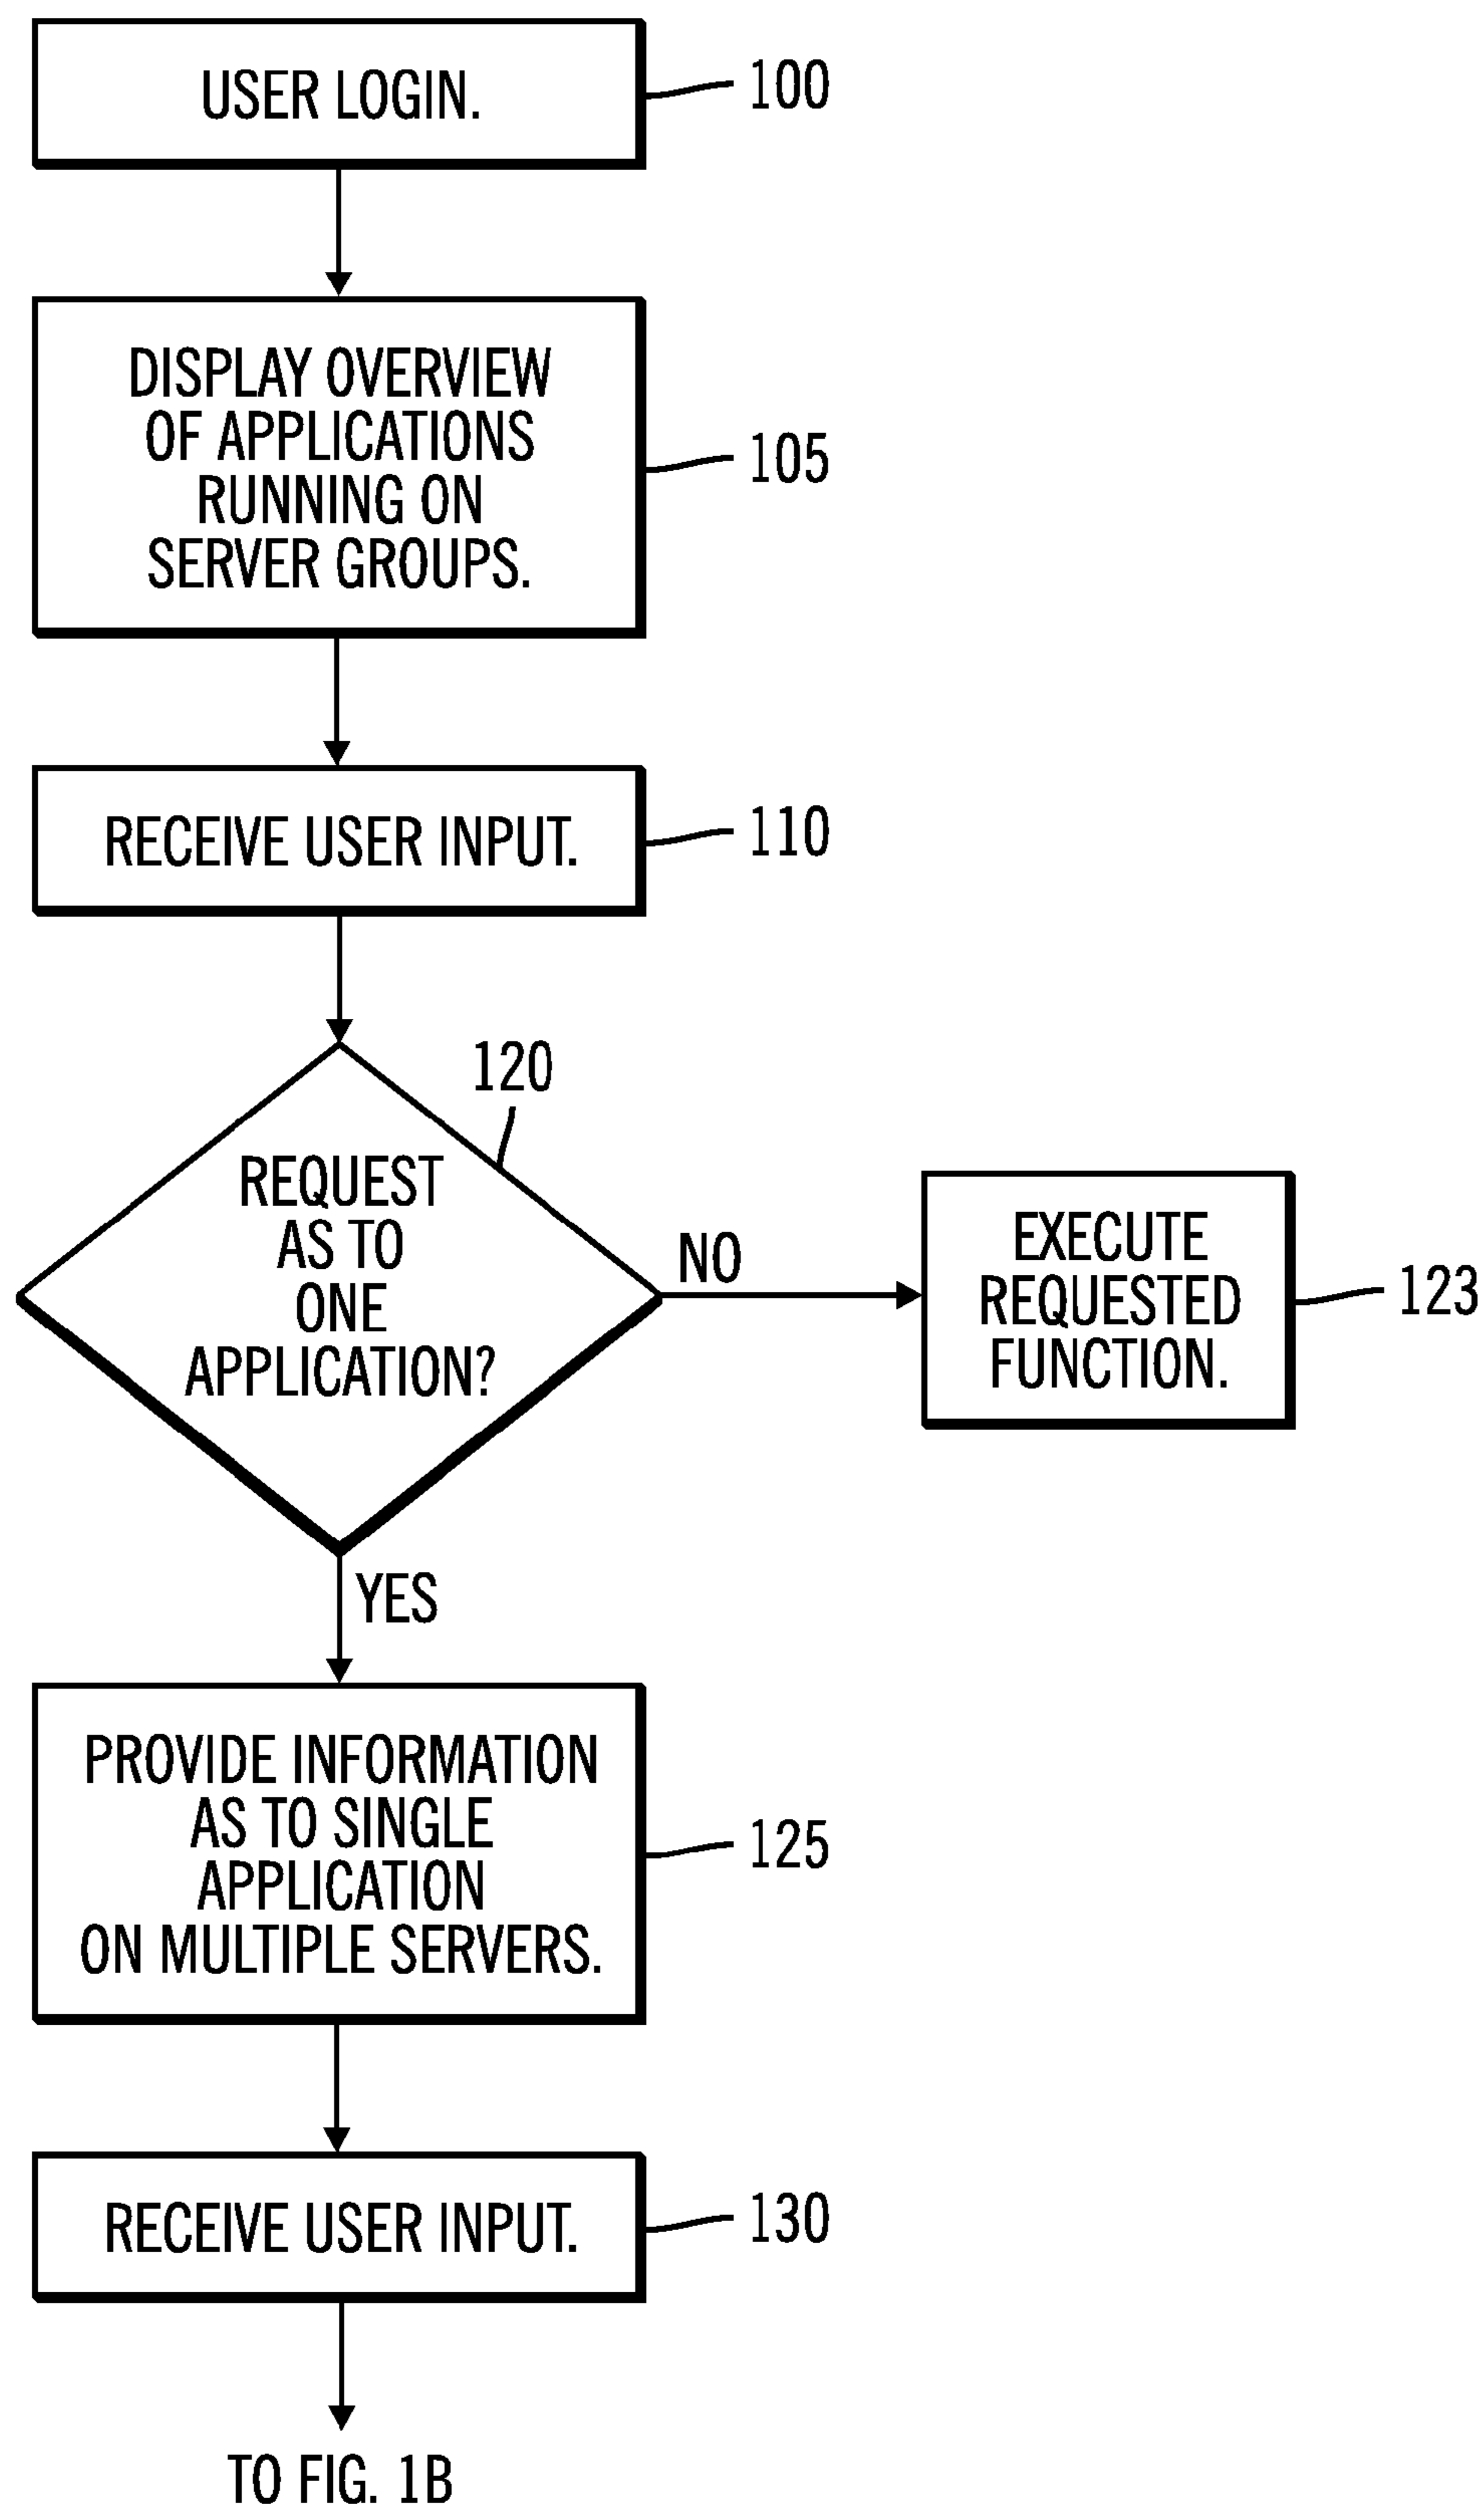 USER LOGIN.
100
DISPLAY OVERVIEW
OF APPLICATIONS
RUNNING ON
SERVER GROUPS.
105
RECEIVE USER INPUT.
110
120
REQUEST
AS TO
ONE
APPLICATION?
NO
EXECUTE
REQUESTED
FUNCTION.
123
YES
PROVIDE INFORMATION
AS TO SINGLE
APPLICATION
ON MULTIPLE SERVERS.
125
RECEIVE USER INPUT.
130
TO FIG. 1B